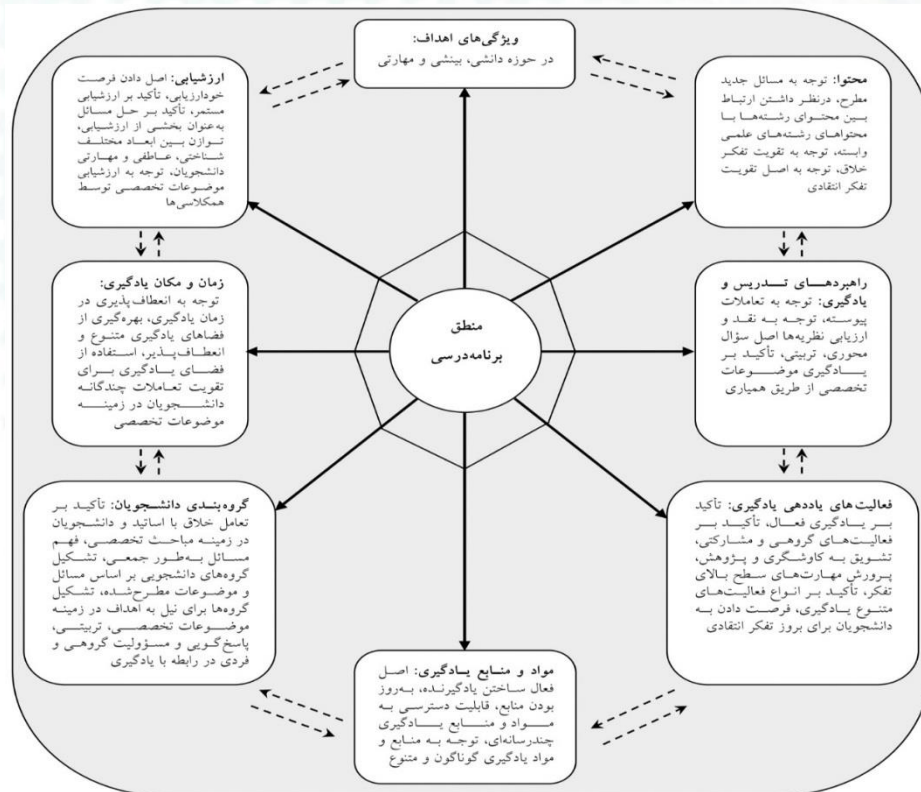 ویژگی‌های اهداف:
در حوزه دانشی، بینشی و مهارتی
محتوا: توجه به مسائل جدید
مطرح، درنظر داشتن ارتباط
بین محتوای رشته‌ها با
محتواهای رشته‌های علمی
وابسته، توجه به تقویت تفکر
خلاق، توجه به اصل تقویت
تفکر انتقادی
راهبردهای تدریس و
یادگیری: توجه به تعاملات
پیوسته، توجه به نقد و
ارزیابی نظریه‌ها اصل سؤال
محوری، تربیتی، تأکید بر
یادگیری موضوعات
تخصصی از طریق همیاری
فعالیت‌های یاددهی یادگیری: تأکید
بر یادگیری فعال، تأکید بر
فعالیت‌های گروهی و مشارکتی،
تشویق به کاوشگری و پژوهش،
پرورش مهارت‌های سطح بالای
تفکر، تأکید بر انواع فعالیت‌های
متنوع یادگیری، فرصت دادن به
دانشجویان برای بروز تفکر انتقادی
مواد و منابع یادگیری: اصل
فعال ساختن یادگیرنده، به‌روز
بودن منابع، قابلیت دسترسی به
مواد و منابع یادگیری
چندرسانه‌ای، توجه به منابع و
مواد یادگیری گوناگون و متنوع
گروه‌بندی دانشجویان: تأکید بر
تعامل خلاق با اساتید و دانشجویان
در زمینه مباحث تخصصی، فهم
مسائل به‌طور جمعی، تشکیل
گروه‌های دانشجویی بر اساس مسائل
و موضوعات مطرح‌شده، تشکیل
گروه‌ها برای نیل به اهداف در زمینه
موضوعات تخصصی، تربیتی،
پاسخ‌گویی و مسؤولیت گروهی و
فردی در رابطه با یادگیری
زمان و مکان یادگیری:
توجه به انعطاف‌پذیری در
زمان یادگیری، بهره‌گیری از
فضاهای یادگیری متنوع و
انعطاف‌پذیر، استفاده از
فضای یادگیری برای
تقویت تعاملات چندگانه
دانشجویان در زمینه
موضوعات تخصصی
ارزشیابی: اصل دادن فرصت
خودارزیابی، تأکید بر ارزشیابی
مستمر، تأکید بر حل مسائل
به‌عنوان بخشی از ارزشیابی،
توازن بین ابعاد مختلف
شناختی، عاطفی و مهارتی
دانشجویان، توجه به ارزشیابی
موضوعات تخصصی توسط
همکلاسی‌ها
منطق
برنامه‌درسی